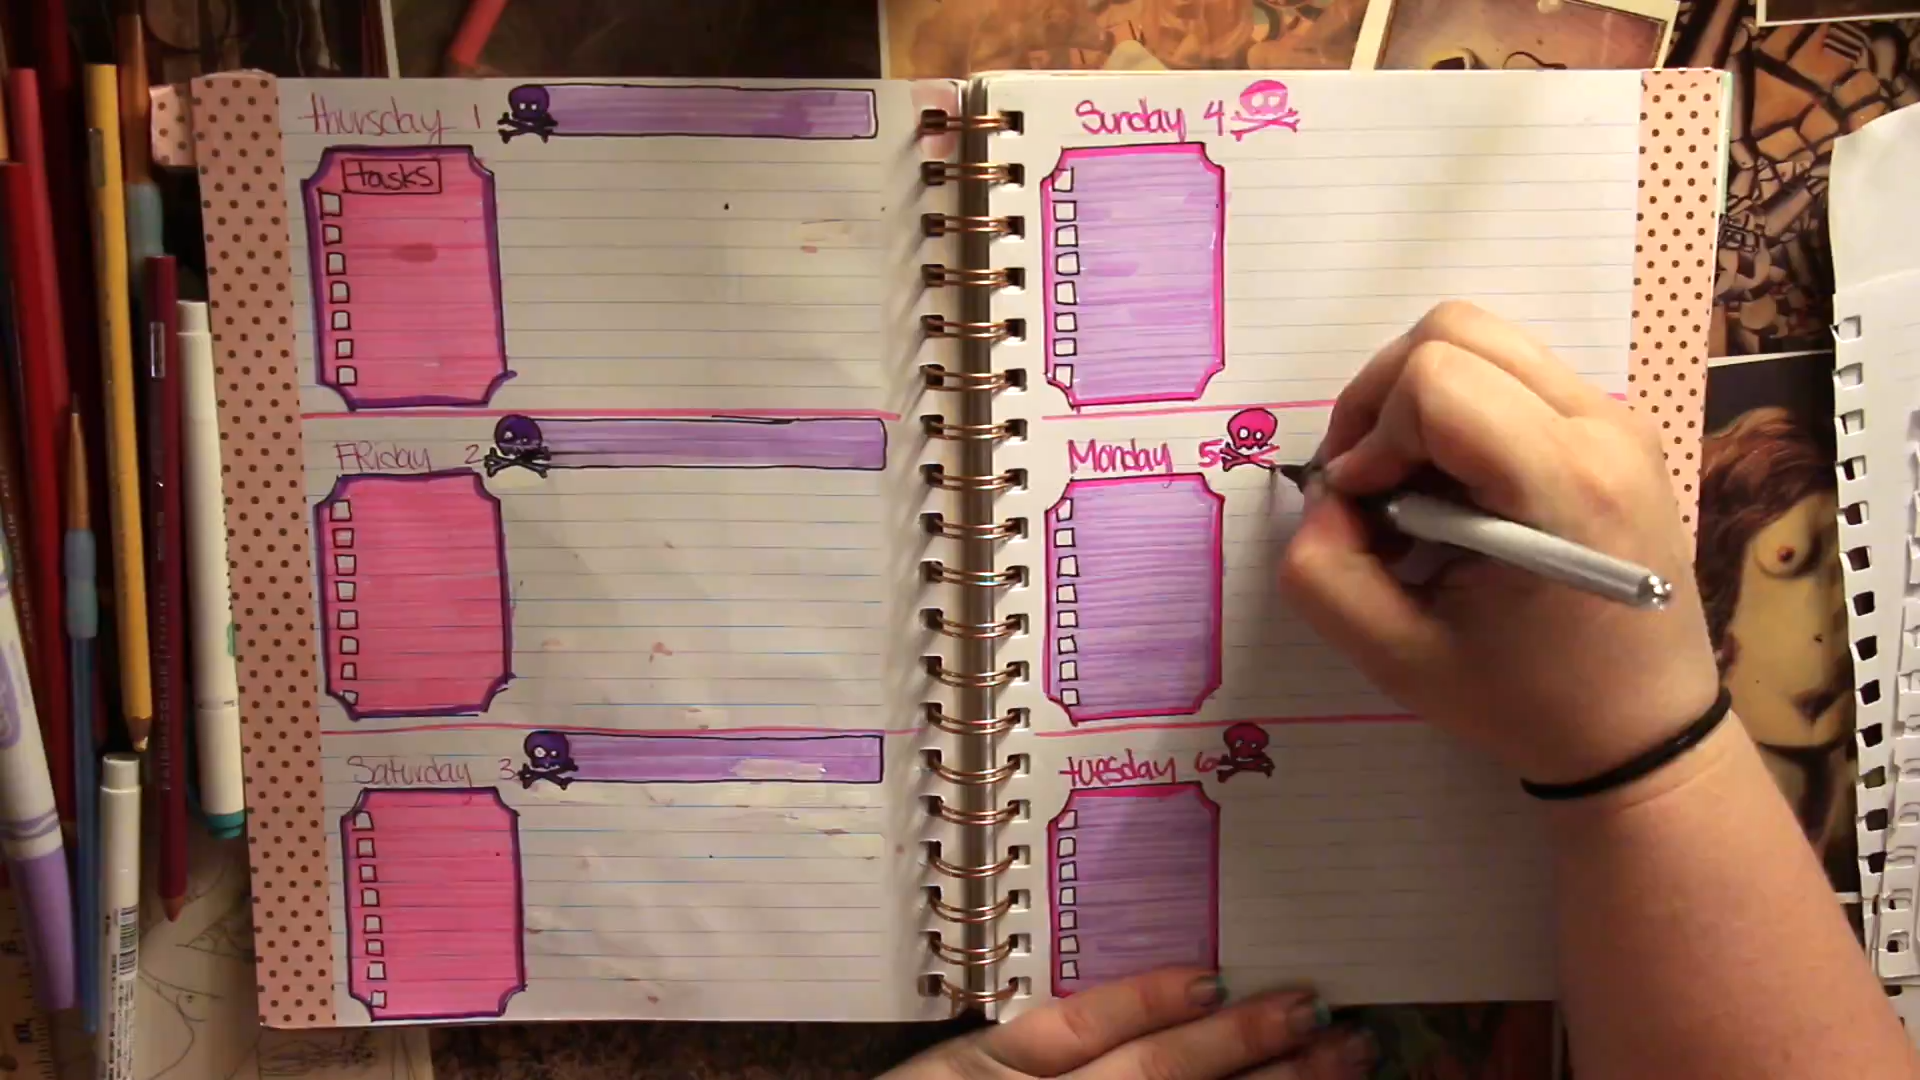 thursday 1
tasks
FRiday 2
Saturday 3
Sunday 4
Monday 5
tuesday 6